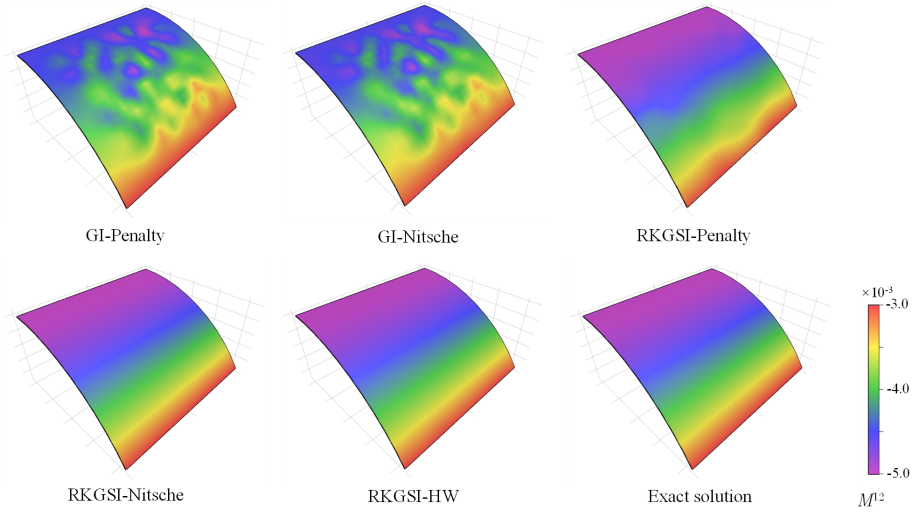 GI-Penalty
GI-Nitsche
RKGSI-Penalty
×10⁻³
-3.0
-4.0
-5.0
RKGSI-Nitsche
RKGSI-HW
Exact solution
M¹²